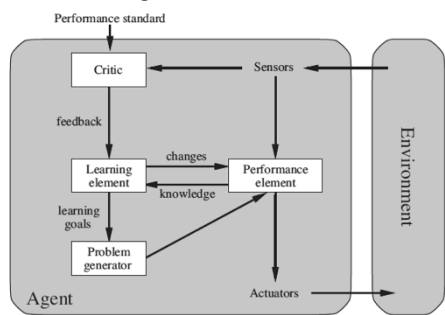 Performance standard
Critic
Sensors
feedback
changes
Learning
element
Performance
element
knowledge
learning
goals
Problem
generator
Agent
Actuators
Environment